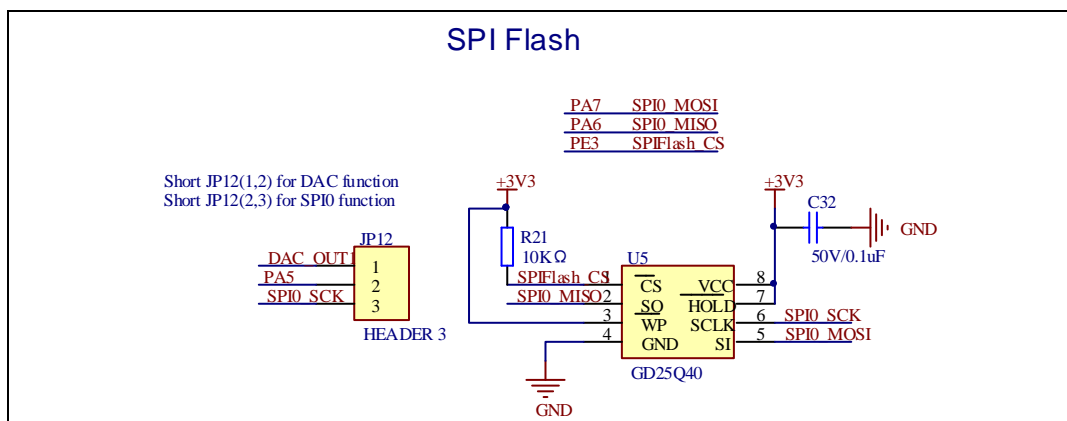 SPI Flash
PA7 SPI0_MOSI
PA6 SPI0_MISO
PE3 SPIFlash_CS
Short JP12(1,2) for DAC function
Short JP12(2,3) for SPI0 function
JP12
DAC_OUT1 1
PA5 2
SPI0_SCK 3
HEADER 3
+3V3
R21
10KΩ
+3V3
C32
50V/0.1uF
GND
U5
SPIFlash_CS 1 CS VCC 8
SPI0_MISO 2 SO HOLD 7
3 WP SCLK 6 SPI0_SCK
4 GND SI 5 SPI0_MOSI
GD25Q40
GND